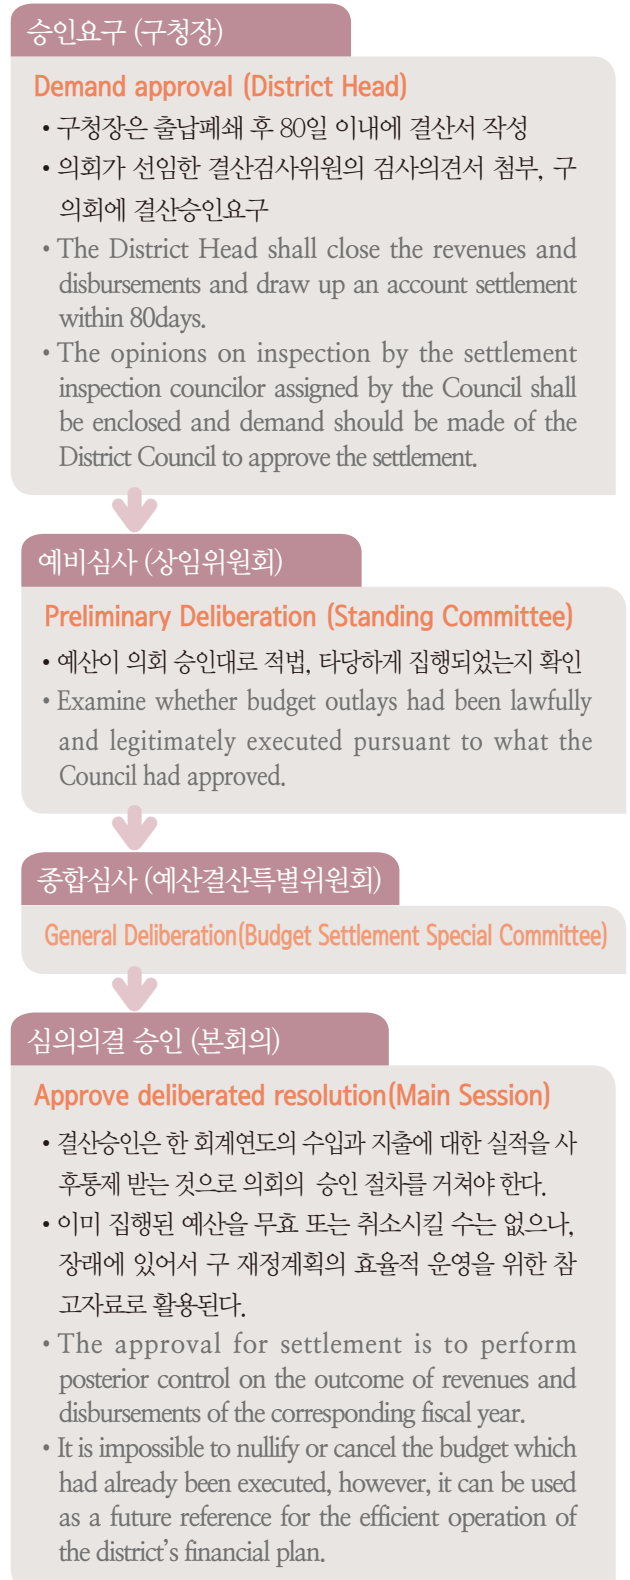 승인요구 (구청장)
Demand approval (District Head)
• 구청장은 출납폐쇄 후 80일 이내에 결산서 작성
• 의회가 선임한 결산검사위원의 검사의견서 첨부, 구
의회에 결산승인요구
• The District Head shall close the revenues and
disbursements and draw up an account settlement
within 80days.
• The opinions on inspection by the settlement
inspection councilor assigned by the Council shall
be enclosed and demand should be made of the
District Council to approve the settlement.
예비심사 (상임위원회)
Preliminary Deliberation (Standing Committee)
• 예산이 의회 승인대로 적법, 타당하게 집행되었는지 확인
• Examine whether budget outlays had been lawfully
and legitimately executed pursuant to what the
Council had approved.
종합심사 (예산결산특별위원회)
General Deliberation(Budget Settlement Special Committee)
심의의결 승인 (본회의)
Approve deliberated resolution(Main Session)
• 결산승인은 한 회계연도의 수입과 지출에 대한 실적을 사
후통제 받는 것으로 의회의 승인 절차를 거쳐야 한다.
• 이미 집행된 예산을 무효 또는 취소시킬 수는 없으나,
장래에 있어서 구 재정계획의 효율적 운영을 위한 참
고자료로 활용된다.
• The approval for settlement is to perform
posterior control on the outcome of revenues and
disbursements of the corresponding fiscal year.
• It is impossible to nullify or cancel the budget which
had already been executed, however, it can be used
as a future reference for the efficient operation of
the district's financial plan.